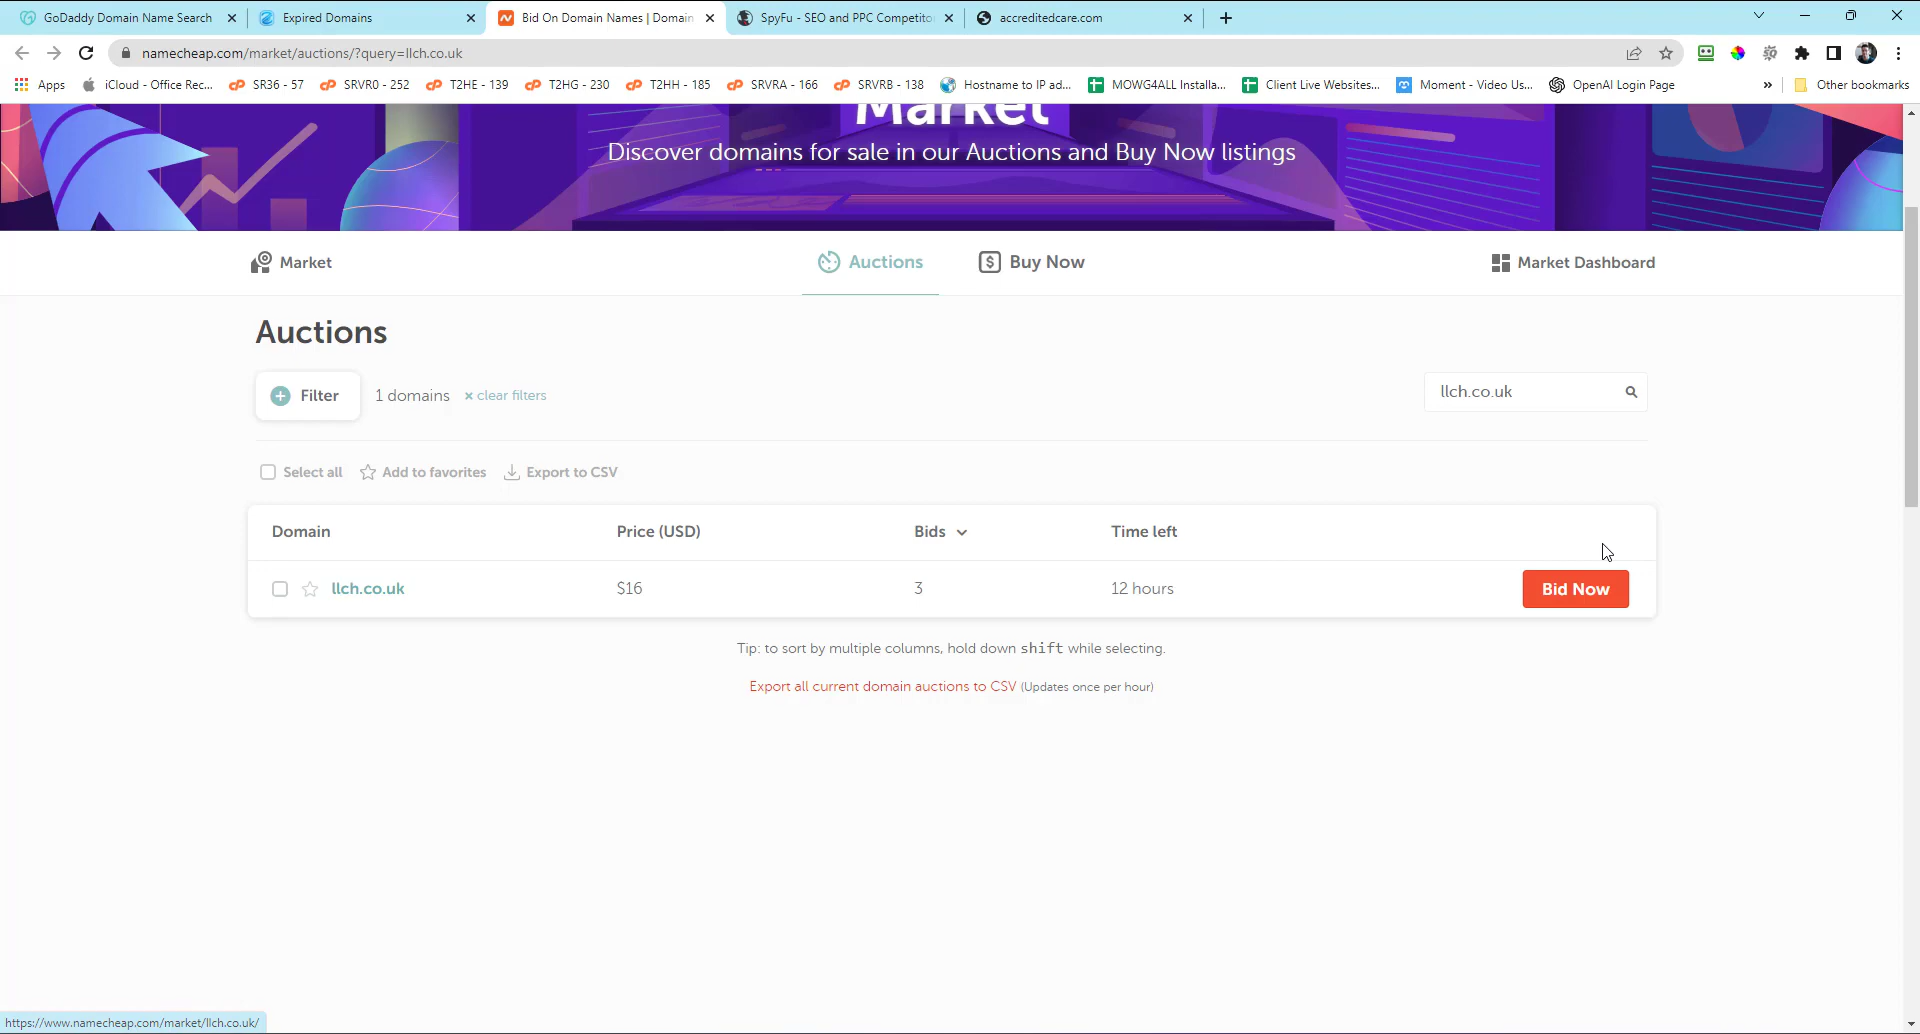 GoDaddy Domain Name Search
Expired Domains
Bid On Domain Names | Domain
SpyFu - SEO and PPC Competito
accreditedcare.com
namecheap.com/market/auctions/?query=llch.co.uk
Apps
iCloud - Office Rec...
SR36 - 57
SRVR0 - 252
T2HE - 139
T2HG - 230
T2HH - 185
SRVRA - 166
SRVRB - 138
Hostname to IP ad...
MOWG4ALL Installa...
Client Live Websites...
Moment - Video Us...
OpenAI Login Page
»
Other bookmarks
Market
Discover domains for sale in our Auctions and Buy Now listings
Market
Auctions
Buy Now
Market Dashboard
Auctions
Filter
1 domains
× clear filters
llch.co.uk
Select all
Add to favorites
Export to CSV
Domain
Price (USD)
Bids
Time left
llch.co.uk
$16
3
12 hours
Bid Now
Tip: to sort by multiple columns, hold down shift while selecting.
Export all current domain auctions to CSV (Updates once per hour)
https://www.namecheap.com/market/llch.co.uk/